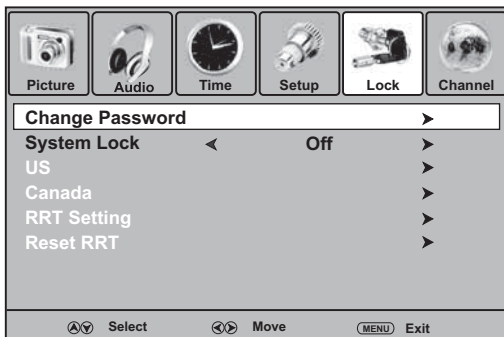 Picture Audio Time Setup Lock Channel
Change Password
System Lock Off
US
Canada
RRT Setting
Reset RRT
Select Move MENU Exit